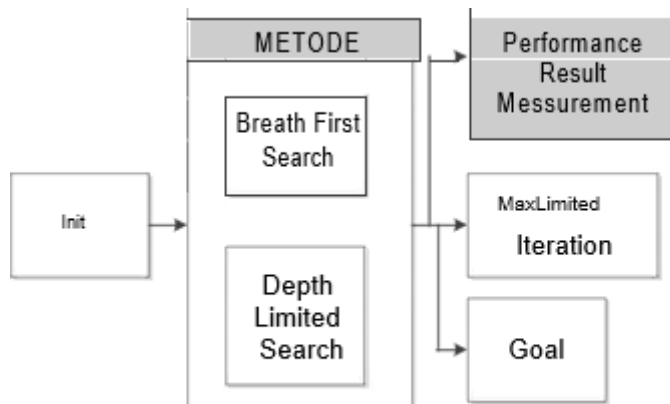 METODE
Performance
Result
Messurement
Breath First
Search
Init
MaxLimited
Iteration
Depth
Limited
Search
Goal